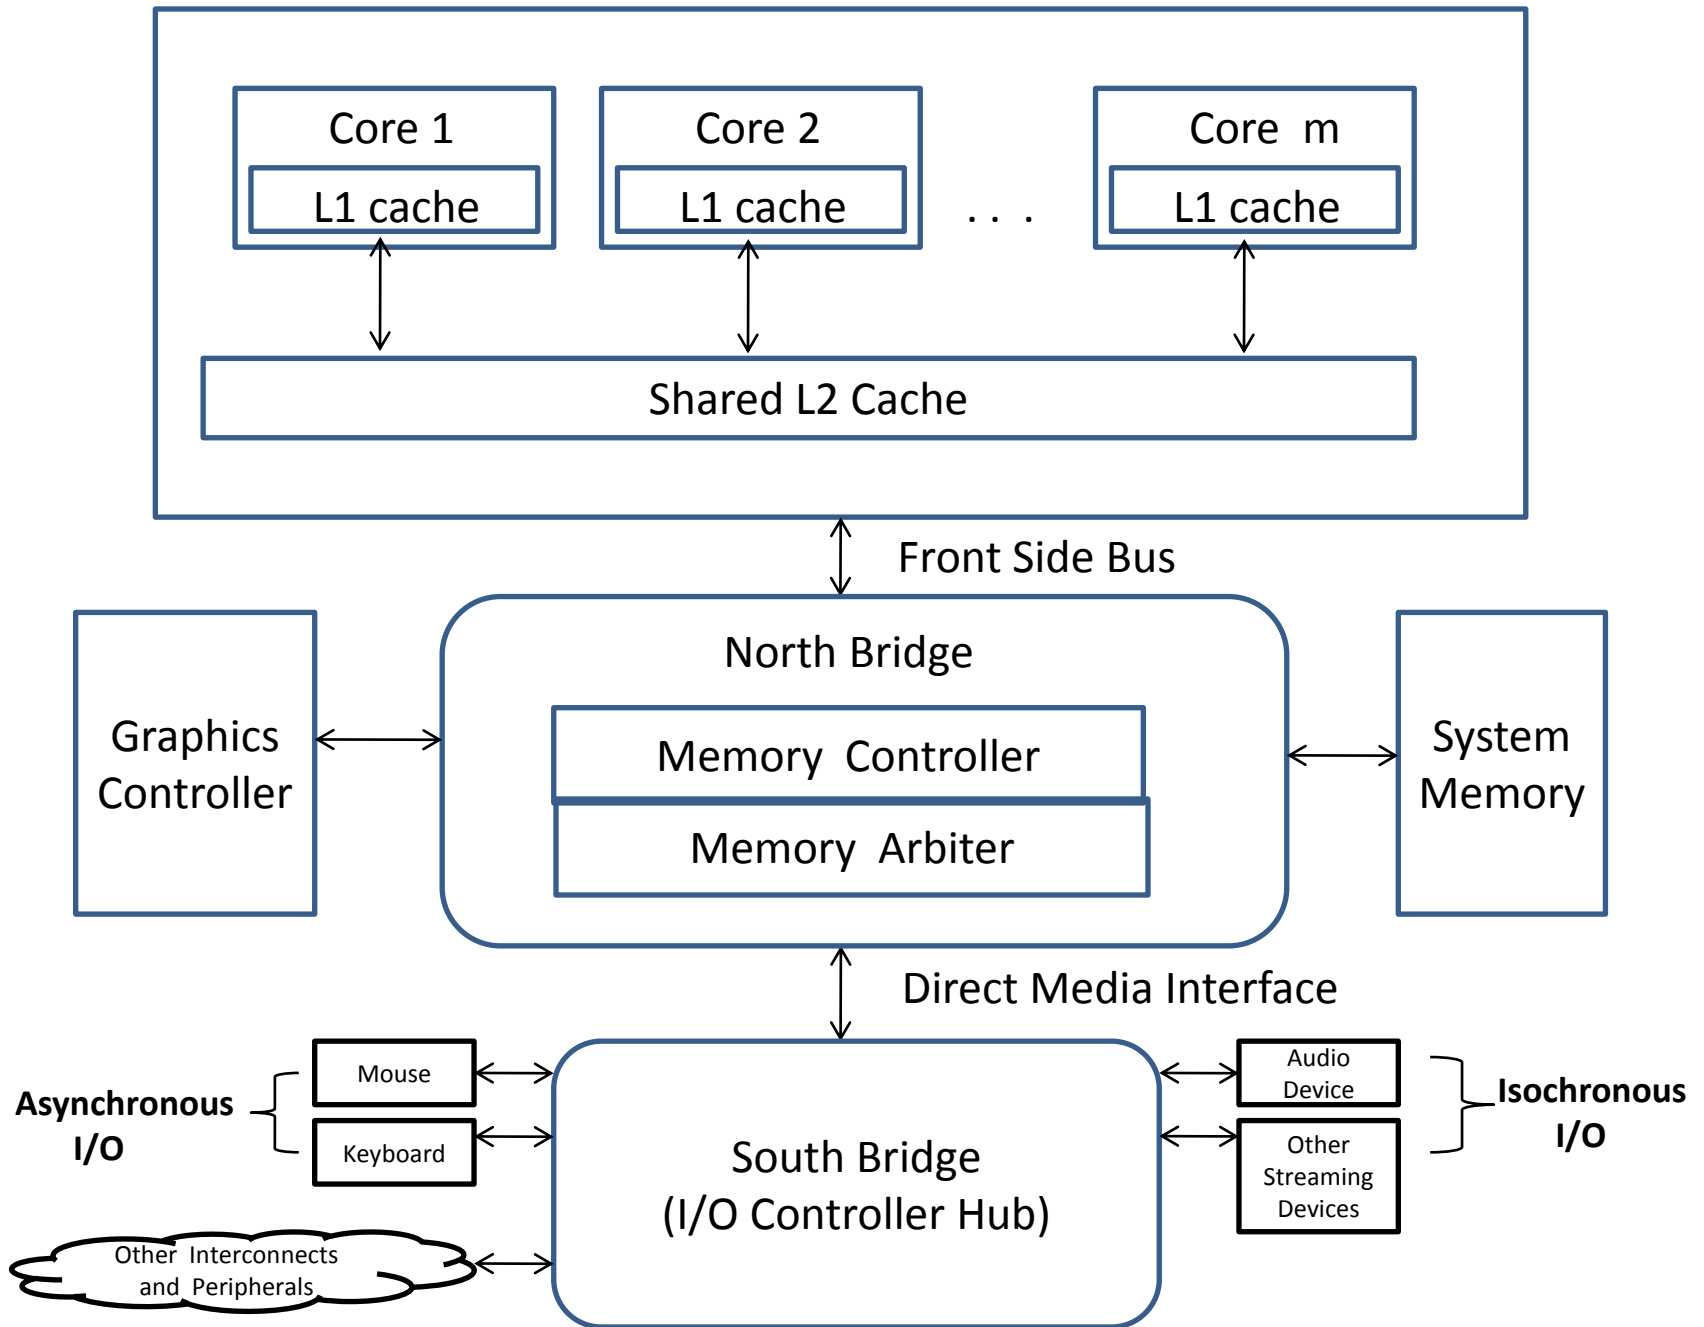 Core 1
L1 cache
Core 2
L1 cache
. . .
Core m
L1 cache
Shared L2 Cache
Front Side Bus
Graphics
Controller
North Bridge
Memory Controller
Memory Arbiter
System
Memory
Direct Media Interface
Asynchronous
I/O
Mouse
Keyboard
Other Interconnects
and Peripherals
South Bridge
(I/O Controller Hub)
Audio
Device
Other
Streaming
Devices
Isochronous
I/O